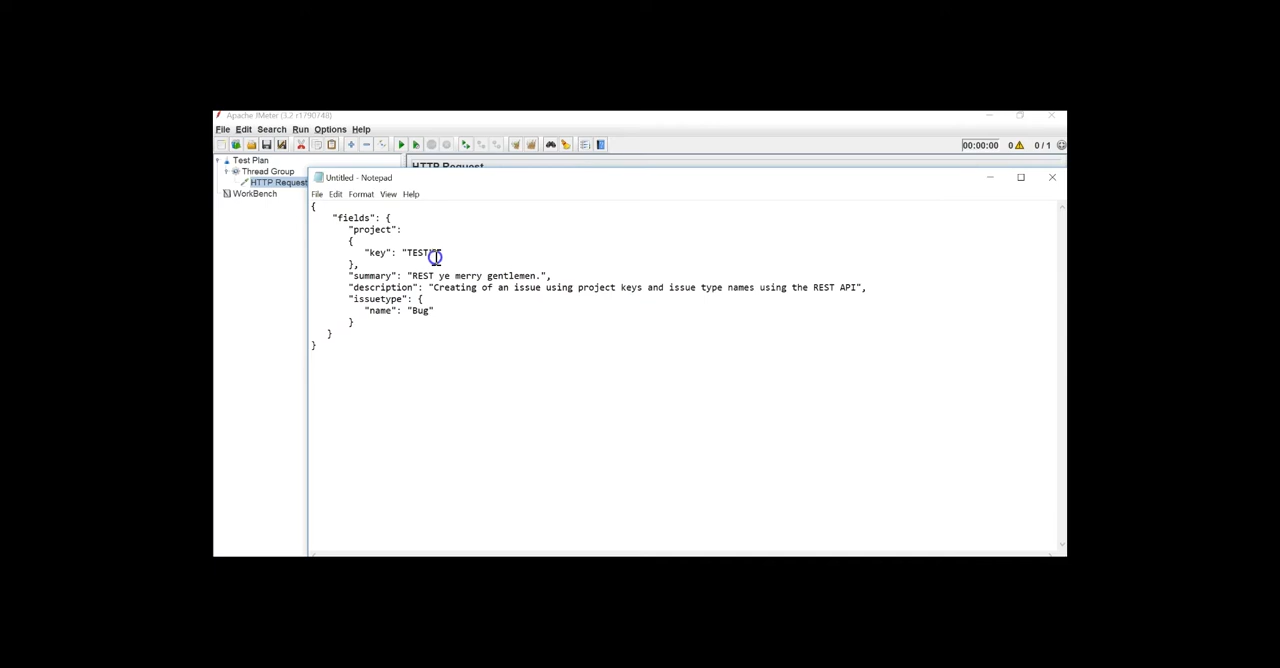 Apache JMeter (3.2 r1790748)
File Edit Search Run Options Help
00:00:00 0 0 / 1
Test Plan
Thread Group
HTTP Request
WorkBench
HTTP Request
Untitled - Notepad
File Edit Format View Help
{
"fields": {
"project":
{
"key": "TEST"
},
"summary": "REST ye merry gentlemen.",
"description": "Creating of an issue using project keys and issue type names using the REST API",
"issuetype": {
"name": "Bug"
}
}
}